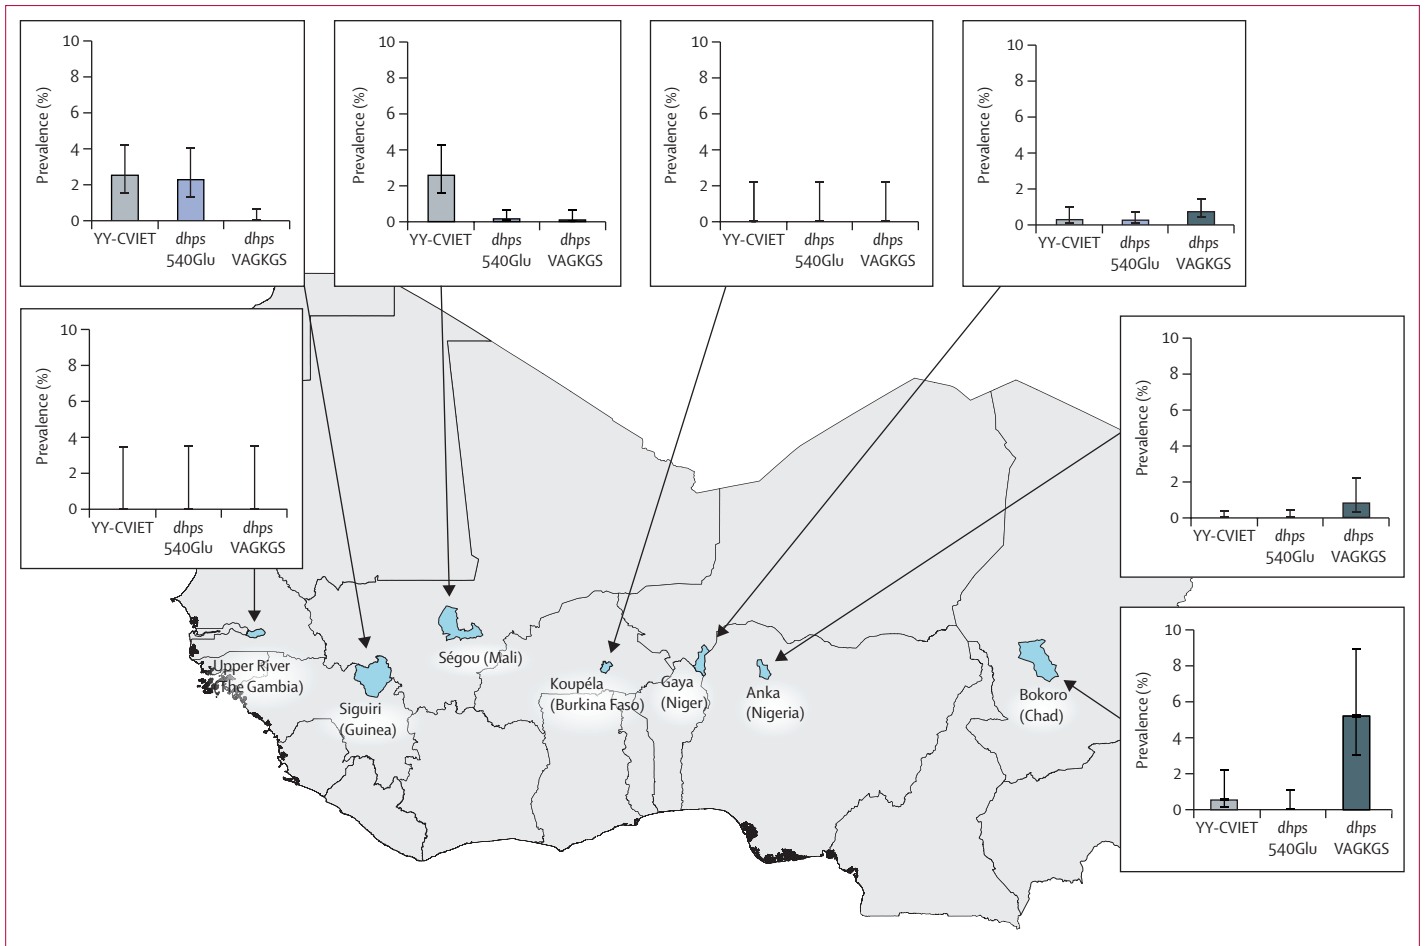 10
8
6
4
2
0
Prevalence (%)
YY-CVIET
dhps
540Glu
dhps
VAGKGS
10
8
6
4
2
0
Prevalence (%)
YY-CVIET
dhps
540Glu
dhps
VAGKGS
10
8
6
4
2
0
Prevalence (%)
YY-CVIET
dhps
540Glu
dhps
VAGKGS
10
8
6
4
2
0
Prevalence (%)
YY-CVIET
dhps
540Glu
dhps
VAGKGS
10
8
6
4
2
0
Prevalence (%)
YY-CVIET
dhps
540Glu
dhps
VAGKGS
10
8
6
4
2
0
Prevalence (%)
YY-CVIET
dhps
540Glu
dhps
VAGKGS
Upper River
(The Gambia)
Siguiri
(Guinea)
Ségou (Mali)
Koupéla
(Burkina Faso)
Gaya
(Niger)
Anka
(Nigeria)
Bokoro
(Chad)
10
8
6
4
2
0
Prevalence (%)
YY-CVIET
dhps
540Glu
dhps
VAGKGS